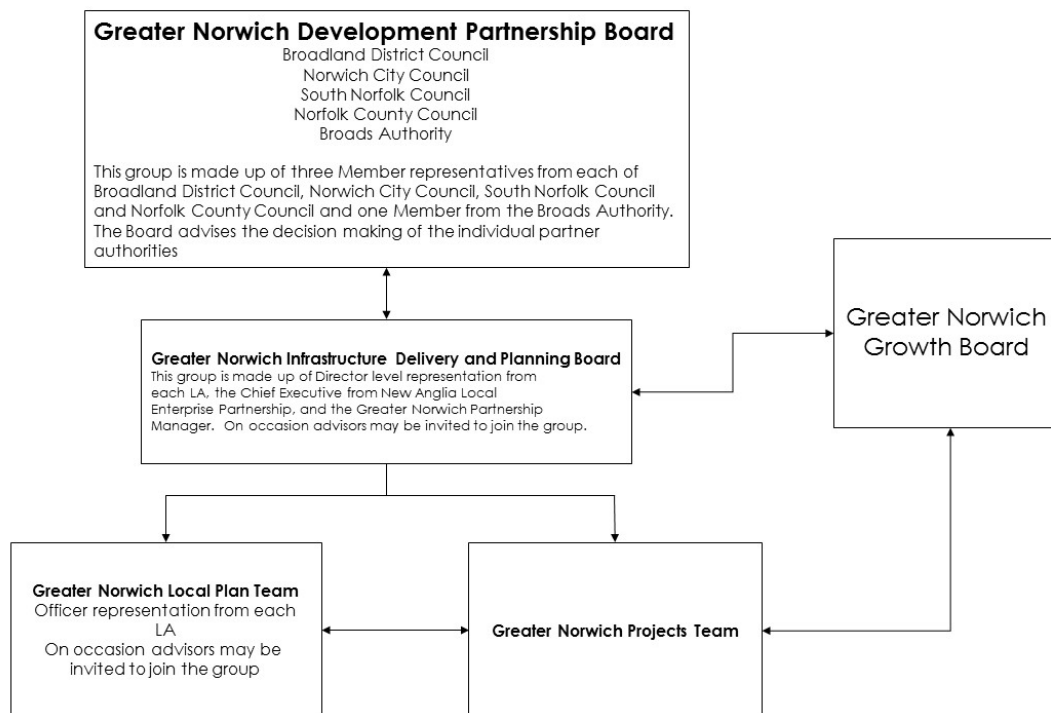 Greater Norwich Development Partnership Board
Broadland District Council
Norwich City Council
South Norfolk Council
Norfolk County Council
Broads Authority
This group is made up of three Member representatives from each of
Broadland District Council, Norwich City Council, South Norfolk Council
and Norfolk County Council and one Member from the Broads Authority.
The Board advises the decision making of the individual partner
authorities
Greater Norwich
Growth Board
Greater Norwich Infrastructure Delivery and Planning Board
This group is made up of Director level representation from
each LA, the Chief Executive from New Anglia Local
Enterprise Partnership, and the Greater Norwich Partnership
Manager. On occasion advisors may be invited to join the group.
Greater Norwich Local Plan Team
Officer representation from each
LA
On occasion advisors may be
invited to join the group
Greater Norwich Projects Team